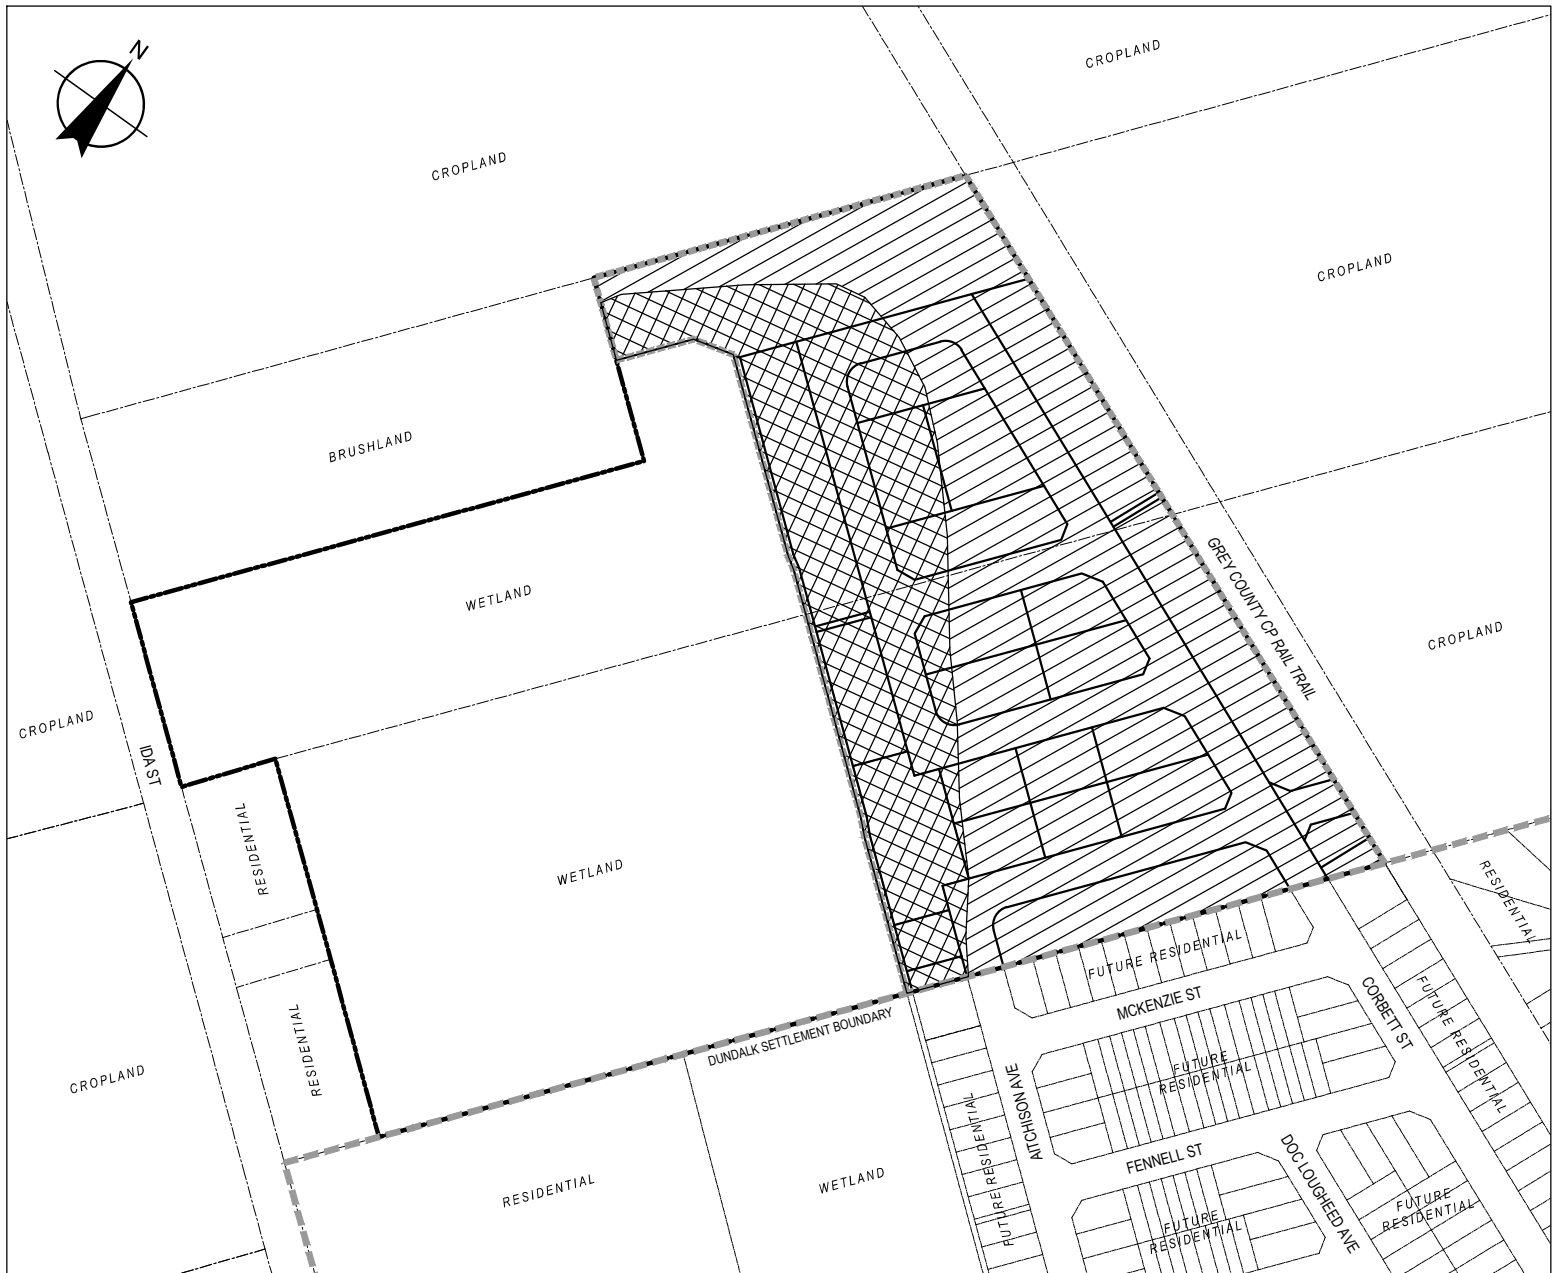 N
CROPLAND
CROPLAND
CROPLAND
BRUSHLAND
WETLAND
GREY COUNTY CP RAIL TRAIL
CROPLAND
CROPLAND
IDA ST
RESIDENTIAL
WETLAND
RESIDENTIAL
FUTURE RESIDENTIAL
MCKENZIE ST
CORBETT ST
FUTURE RESIDENTIAL
DUNDALK SETTLEMENT BOUNDARY
RESIDENTIAL
CROPLAND
FUTURE
RESIDENTIAL
AITCHISON AVE
FUTURE RESIDENTIAL
FENNELL ST
DOC LOUGHEED AVE
RESIDENTIAL
WETLAND
FUTURE
RESIDENTIAL
FUTURE
RESIDENTIAL